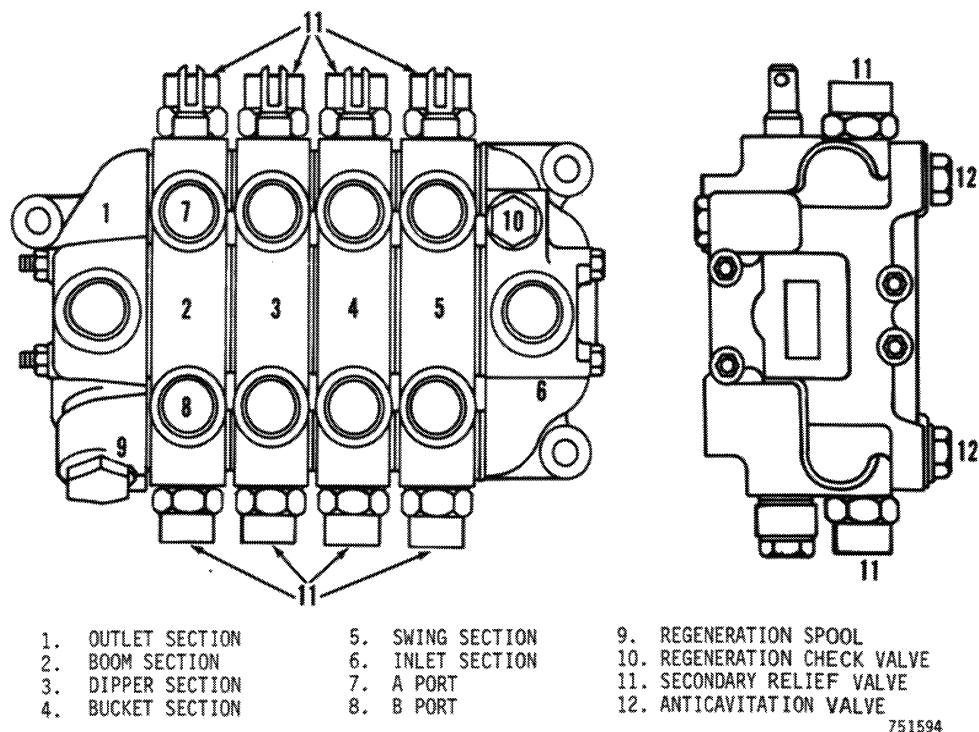 11
11
1
7
10
12
2
3
4
5
6
8
9
12
11
11
1. OUTLET SECTION
2. BOOM SECTION
3. DIPPER SECTION
4. BUCKET SECTION
5. SWING SECTION
6. INLET SECTION
7. A PORT
8. B PORT
9. REGENERATION SPOOL
10. REGENERATION CHECK VALVE
11. SECONDARY RELIEF VALVE
12. ANTICAVITATION VALVE
751594